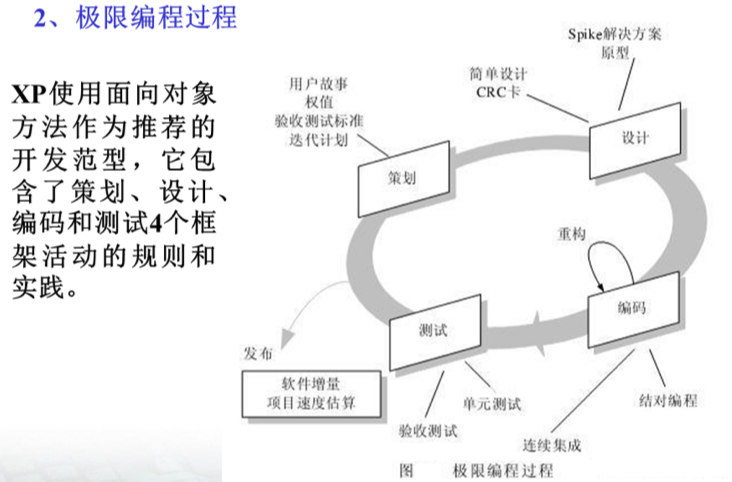 2、极限编程过程
XP使用面向对象
方法作为推荐的
开发范型，它包
含了策划、设计、
编码和测试4个框
架活动的规则和
实践。
Spike解决方案
原型
简单设计
CRC卡
用户故事
权值
验收测试标准
迭代计划
策划
设计
重构
编码
测试
发布
软件增量
项目速度估算
单元测试
结对编程
验收测试
连续集成
图 极限编程过程